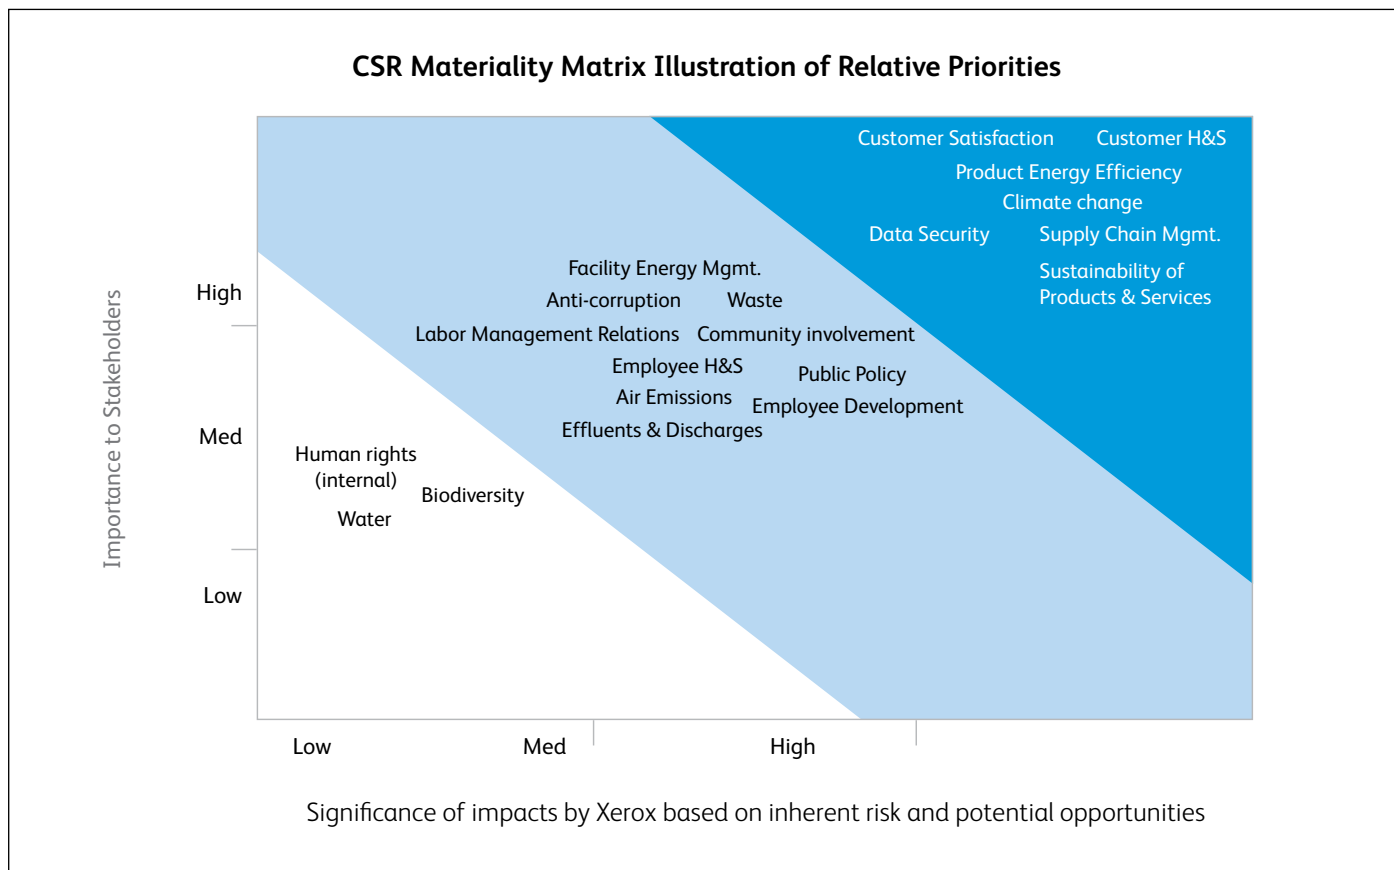 CSR Materiality Matrix Illustration of Relative Priorities
Customer Satisfaction Customer H&S
Product Energy Efficiency
Climate change
Data Security Supply Chain Mgmt.
Sustainability of
Products & Services
Facility Energy Mgmt.
Anti-corruption Waste
Labor Management Relations Community involvement
Employee H&S
Public Policy
Air Emissions
Employee Development
Effluents & Discharges
Human rights
(internal)
Biodiversity
Water
Importance to Stakeholders
High
Med
Low
Low Med High
Significance of impacts by Xerox based on inherent risk and potential opportunities